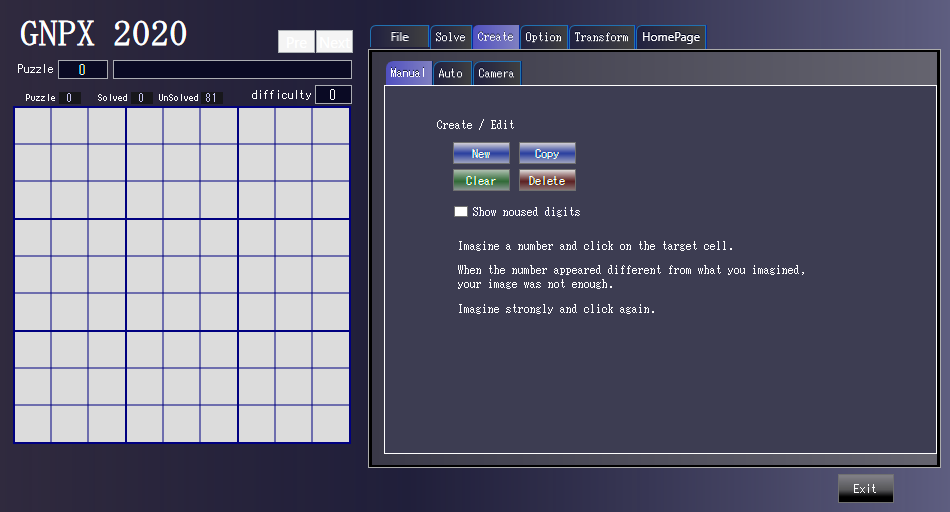 GNPX 2020
Pre Next
Puzzle 0
Puzzle 0 Solved 0 UnSolved 81
difficulty 0
File Solve Create Option Transform HomePage
Manual Auto Camera
Create / Edit
New Copy
Clear Delete
Show noused digits
Imagine a number and click on the target cell.
When the number appeared different from what you imagined,
your image was not enough.
Imagine strongly and click again.
Exit